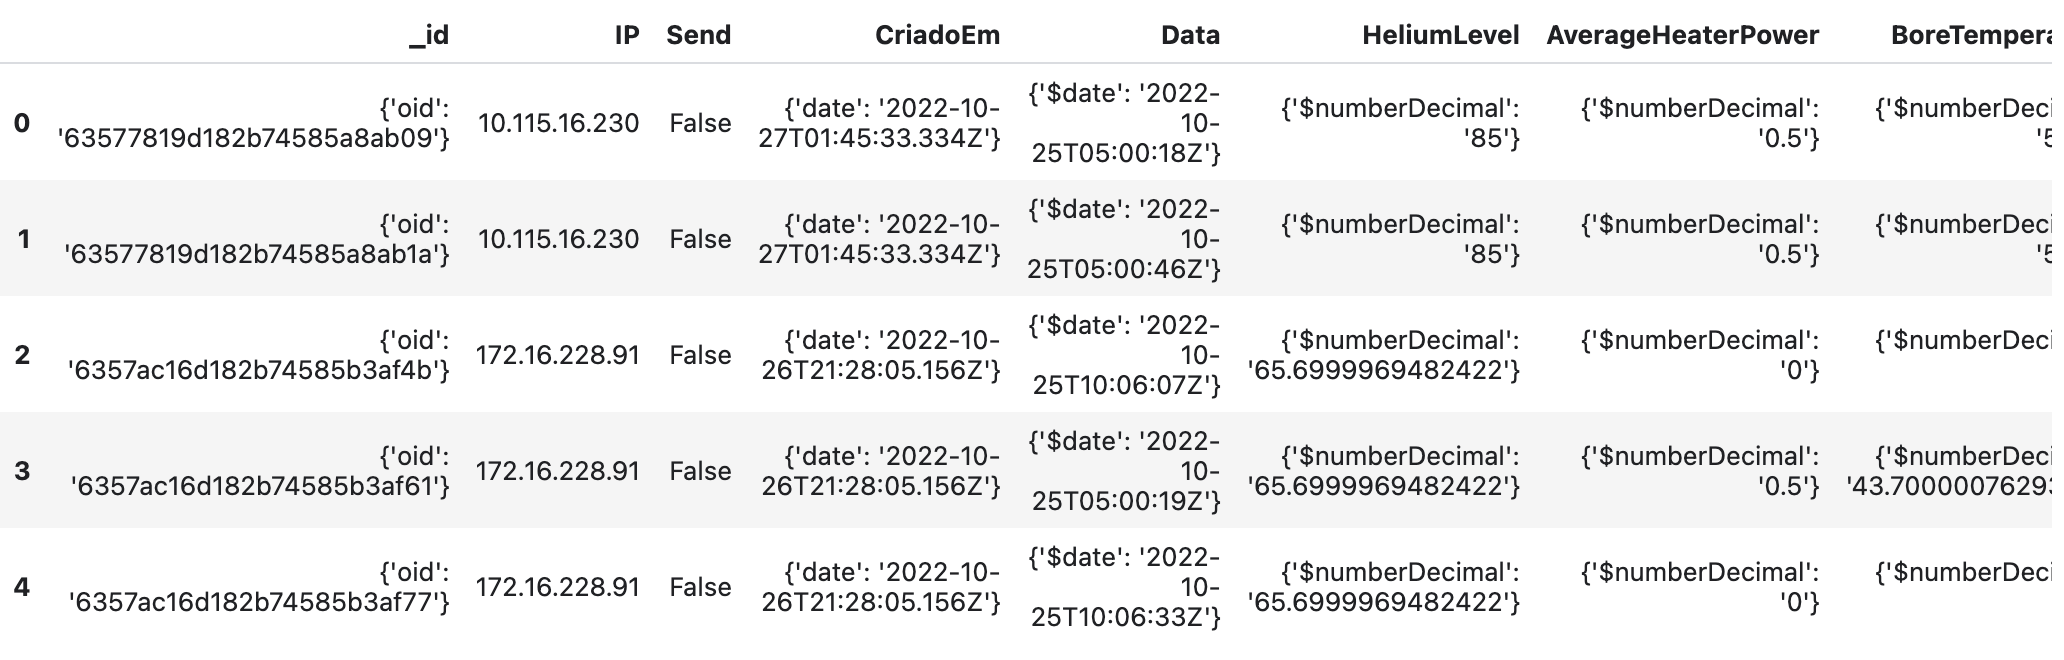 _id IP Send CriadoEm Data HeliumLevel AverageHeaterPower BoreTempera
0 {'oid': '63577819d182b74585a8ab09'} 10.115.16.230 False {'date': '2022-10-27T01:45:33.334Z'} {'$date': '2022-10-25T05:00:18Z'} {'$numberDecimal': '85'} {'$numberDecimal': '0.5'} {'$numberDeci '5
1 {'oid': '63577819d182b74585a8ab1a'} 10.115.16.230 False {'date': '2022-10-27T01:45:33.334Z'} {'$date': '2022-10-25T05:00:46Z'} {'$numberDecimal': '85'} {'$numberDecimal': '0.5'} {'$numberDeci '5
2 {'oid': '6357ac16d182b74585b3af4b'} 172.16.228.91 False {'date': '2022-10-26T21:28:05.156Z'} {'$date': '2022-10-25T10:06:07Z'} {'$numberDecimal': '65.6999969482422'} {'$numberDecimal': '0'} {'$numberDeci
3 {'oid': '6357ac16d182b74585b3af61'} 172.16.228.91 False {'date': '2022-10-26T21:28:05.156Z'} {'$date': '2022-10-25T05:00:19Z'} {'$numberDecimal': '65.6999969482422'} {'$numberDecimal': '0.5'} {'$numberDeci '43.7000007629
4 {'oid': '6357ac16d182b74585b3af77'} 172.16.228.91 False {'date': '2022-10-26T21:28:05.156Z'} {'$date': '2022-10-25T10:06:33Z'} {'$numberDecimal': '65.6999969482422'} {'$numberDecimal': '0'} {'$numberDeci